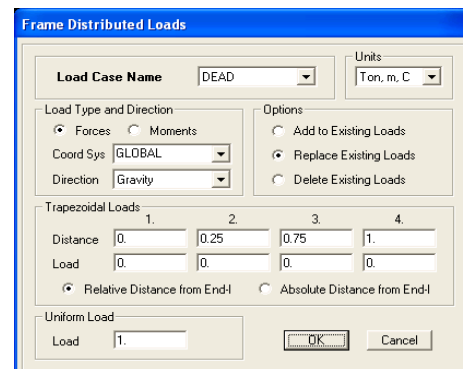 Frame Distributed Loads
Units
Load Case Name DEAD Ton, m, C
Load Type and Direction Options
Forces Moments Add to Existing Loads
Coord Sys GLOBAL Replace Existing Loads
Direction Gravity Delete Existing Loads
Trapezoidal Loads
1. 2. 3. 4.
Distance 0. 0.25 0.75 1.
Load 0. 0. 0. 0.
Relative Distance from End-I Absolute Distance from End-I
Uniform Load
Load 1. OK Cancel